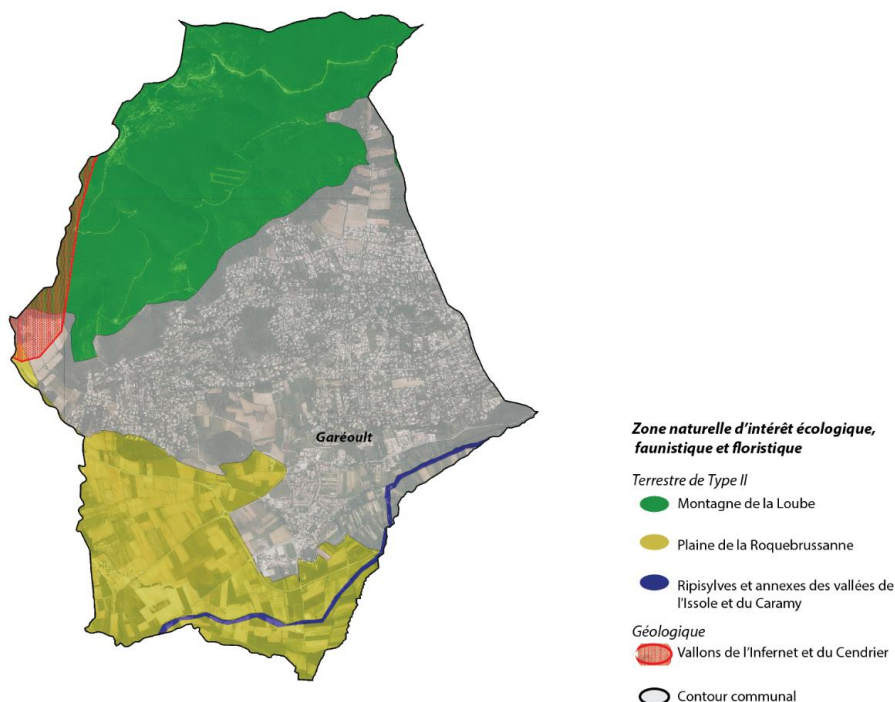 Garéoult
Zone naturelle d'intérêt écologique,
faunistique et floristique
Terrestre de Type II
Montagne de la Loube
Plaine de la Roquebrussanne
Ripisylves et annexes des vallées de
l'Issole et du Caramy
Géologique
Vallons de l'Infernet et du Cendrier
Contour communal